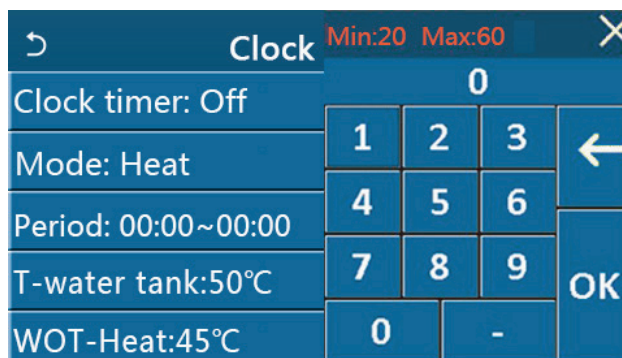 Clock
Clock timer: Off
Mode: Heat
Period: 00:00~00:00
T-water tank:50℃
WOT-Heat:45℃
Min:20 Max:60
0
1 2 3
4 5 6
7 8 9
OK
0 -